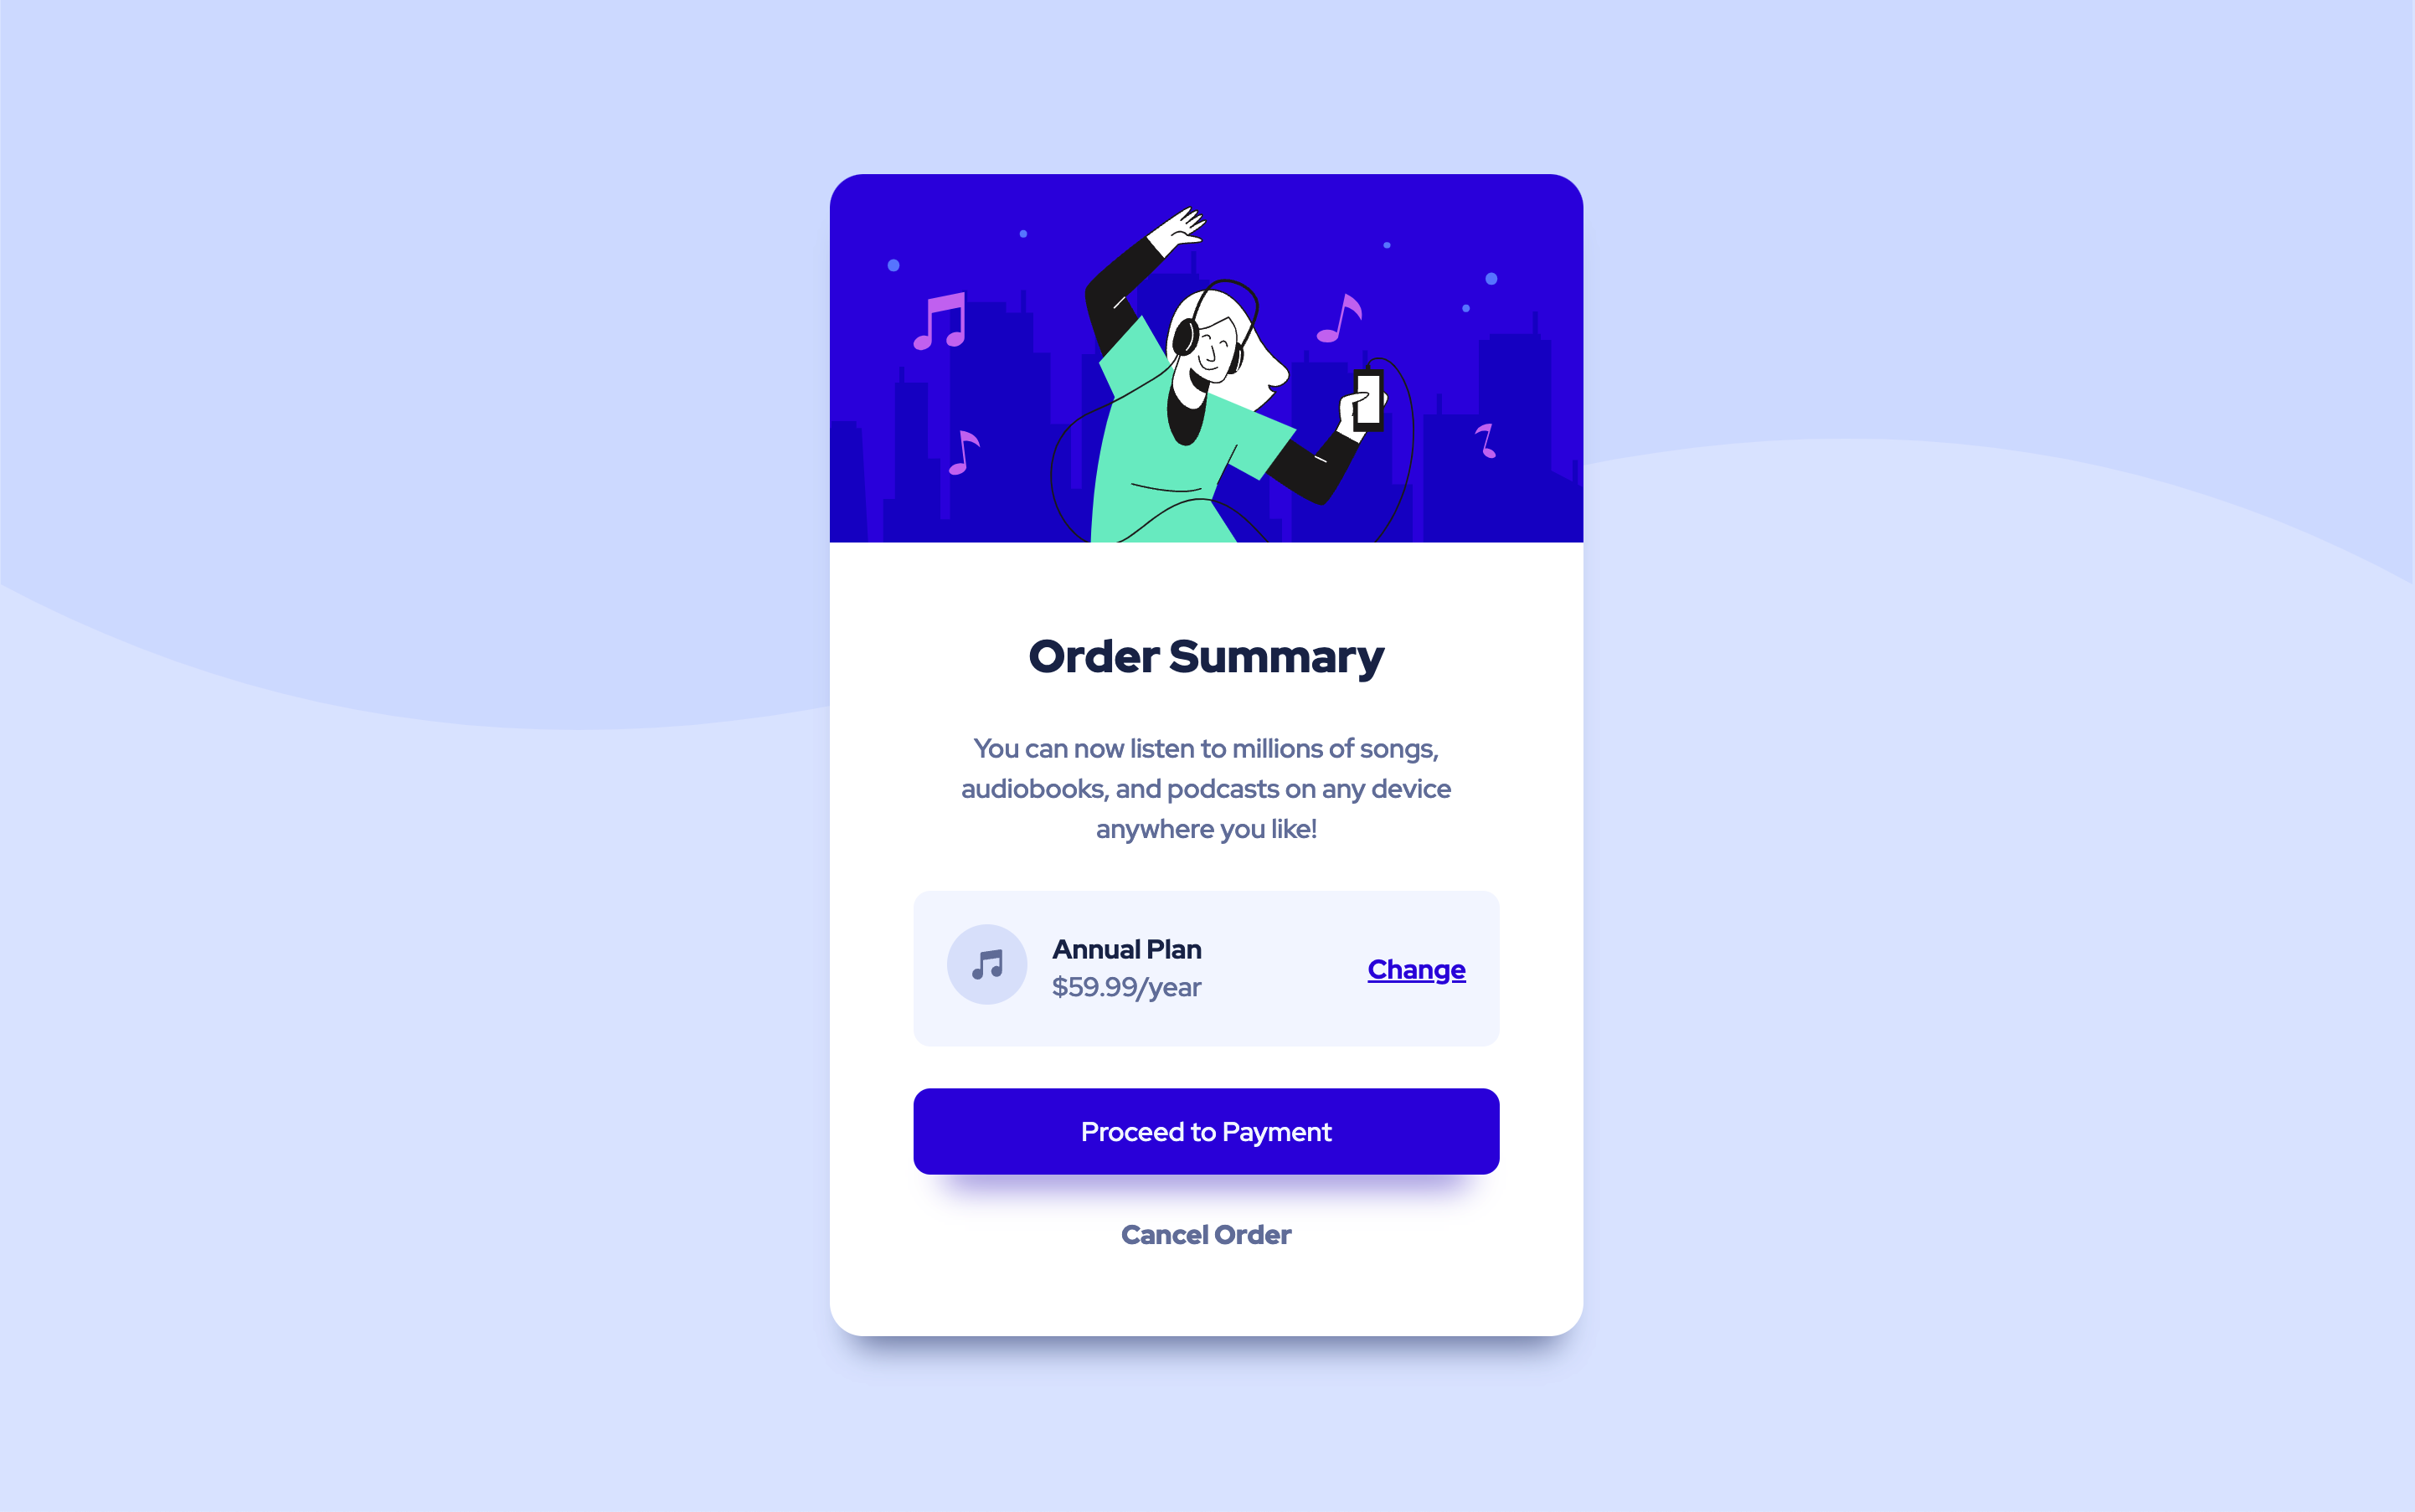 Order Summary
You can now listen to millions of songs,
audiobooks, and podcasts on any device
anywhere you like!
Annual Plan
$59.99/year
Change
Proceed to Payment
Cancel Order